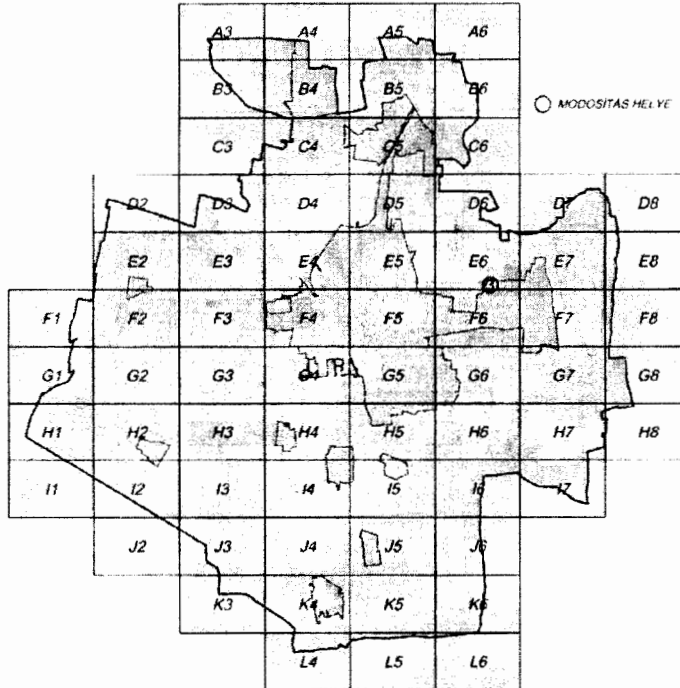 A3 A4 A5 A6
B3 B4 B5 B6
MÓDOSÍTÁS HELYE
C3 C4 C5 C6
D2 D3 D4 D5 D6 D7 D8
E2 E3 E4 E5 E6 E7 E8
F1 F2 F3 F4 F5 F6 F7 F8
G1 G2 G3 G4 G5 G6 G7 G8
H1 H2 H3 H4 H5 H6 H7 H8
I1 I2 I3 I4 I5 I6 I7
J2 J3 J4 J5 J6
K3 K4 K5 K6
L4 L5 L6